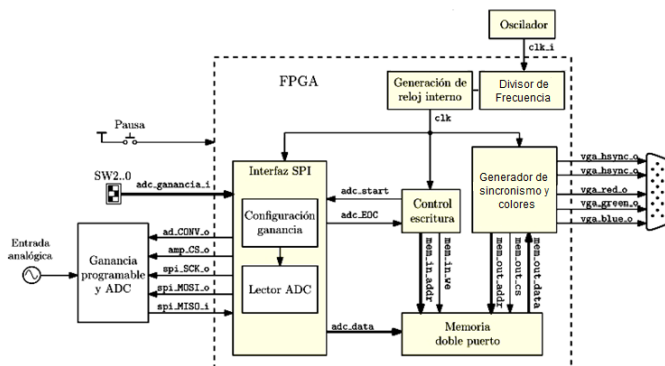 Oscilador
clk_i
FPGA
Generación de
reloj interno
Divisor de
Frecuencia
clk
Pausa
SW2..0
adc_ganancia_i
Interfaz SPI
Configuración
ganancia
Lector ADC
adc_start
adc_EOC
Control
escritura
Generador de
sincronismo y
colores
vga_hsync_o
vga_hsync_o
vga_red_o
vga_green_o
vga_blue_o
Entrada
analógica
Ganancia
programable
y ADC
ad_CONV_o
amp_CS_o
spi_SCK_o
spi_MOSI_o
spi_MISO_i
mem_in_addr
mem_in_we
mem_out_addr
mem_out_cs
mem_out_data
adc_data
Memoria
doble puerto